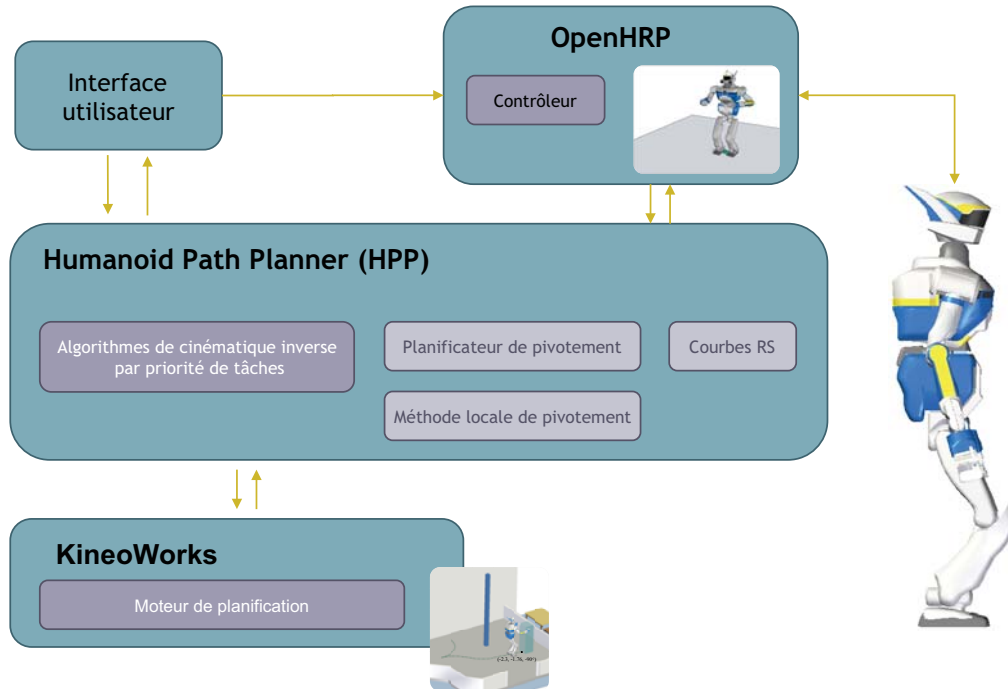 OpenHRP
Interface
utilisateur
Contrôleur
Humanoid Path Planner (HPP)
Algorithmes de cinématique inverse
par priorité de tâches
Planificateur de pivotement
Courbes RS
Méthode locale de pivotement
KineoWorks
Moteur de planification